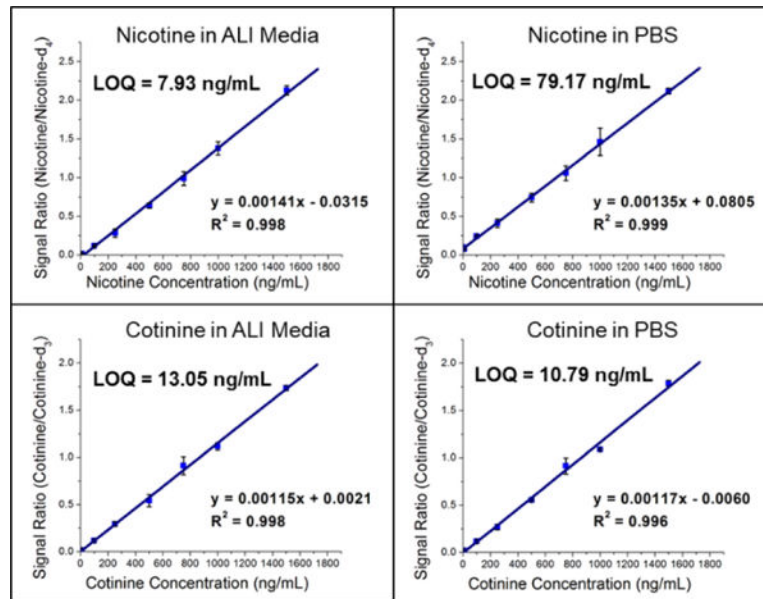 Nicotine in ALI Media
LOQ = 7.93 ng/mL
y = 0.00141x - 0.0315
R² = 0.998
Signal Ratio (Nicotine/Nicotine-d₄)
2.5
2.0
1.5
1.0
0.5
0.0
0 200 400 600 800 1000 1200 1400 1600 1800
Nicotine Concentration (ng/mL)
Nicotine in PBS
LOQ = 79.17 ng/mL
y = 0.00135x + 0.0805
R² = 0.999
Signal Ratio (Nicotine/Nicotine-d₄)
2.5
2.0
1.5
1.0
0.5
0.0
0 200 400 600 800 1000 1200 1400 1600 1800
Nicotine Concentration (ng/mL)
Cotinine in ALI Media
LOQ = 13.05 ng/mL
y = 0.00115x + 0.0021
R² = 0.998
Signal Ratio (Cotinine/Cotinine-d₃)
2.0
1.5
1.0
0.5
0.0
0 200 400 600 800 1000 1200 1400 1600 1800
Cotinine Concentration (ng/mL)
Cotinine in PBS
LOQ = 10.79 ng/mL
y = 0.00117x - 0.0060
R² = 0.996
Signal Ratio (Cotinine/Cotinine-d₃)
2.0
1.5
1.0
0.5
0.0
0 200 400 600 800 1000 1200 1400 1600 1800
Cotinine Concentration (ng/mL)